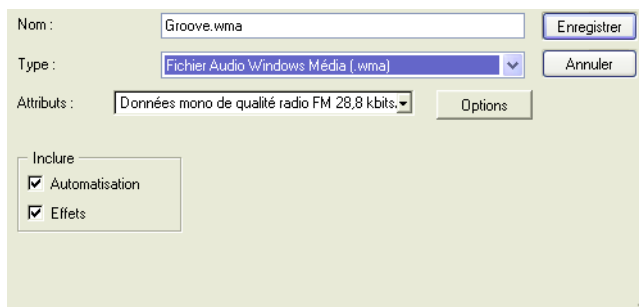 Nom :
Groove.wma
Enregistrer
Type :
Fichier Audio Windows Média (.wma)
Annuler
Attributs :
Données mono de qualité radio FM 28,8 kbits.
Options
Inclure
Automatisation
Effets